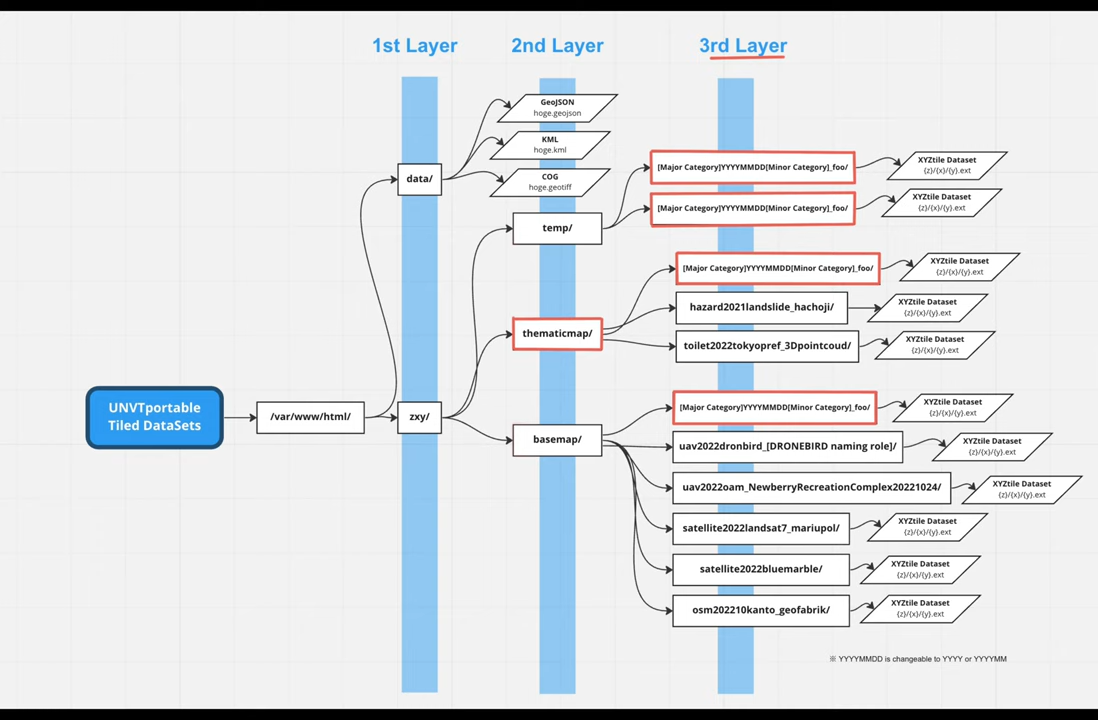 1st Layer
2nd Layer
3rd Layer
GeoJSON
hoge.geojson
KML
hoge.kml
COG
hoge.geotiff
data/
temp/
[Major Category]YYYYMMDD[Minor Category]_foo/
XYZtile Dataset
{z}/{x}/{y}.ext
[Major Category]YYYYMMDD[Minor Category]_foo/
XYZtile Dataset
{z}/{x}/{y}.ext
thematicmap/
[Major Category]YYYYMMDD[Minor Category]_foo/
XYZtile Dataset
{z}/{x}/{y}.ext
hazard2021landslide_hachoji/
XYZtile Dataset
{z}/{x}/{y}.ext
toilet2022tokyopref_3Dpointcoud/
XYZtile Dataset
{z}/{x}/{y}.ext
UNVTportable
Tiled DataSets
/var/www/html/
zxy/
basemap/
[Major Category]YYYYMMDD[Minor Category]_foo/
XYZtile Dataset
{z}/{x}/{y}.ext
uav2022dronbird_[DRONEBIRD naming role]/
XYZtile Dataset
{z}/{x}/{y}.ext
uav2022oam_NewberryRecreationComplex20221024/
XYZtile Dataset
{z}/{x}/{y}.ext
satellite2022landsat7_mariupol/
XYZtile Dataset
{z}/{x}/{y}.ext
satellite2022bluemarble/
XYZtile Dataset
{z}/{x}/{y}.ext
osm202210kanto_geofabrik/
XYZtile Dataset
{z}/{x}/{y}.ext
※ YYYYMMDD is changeable to YYYY or YYYYMM